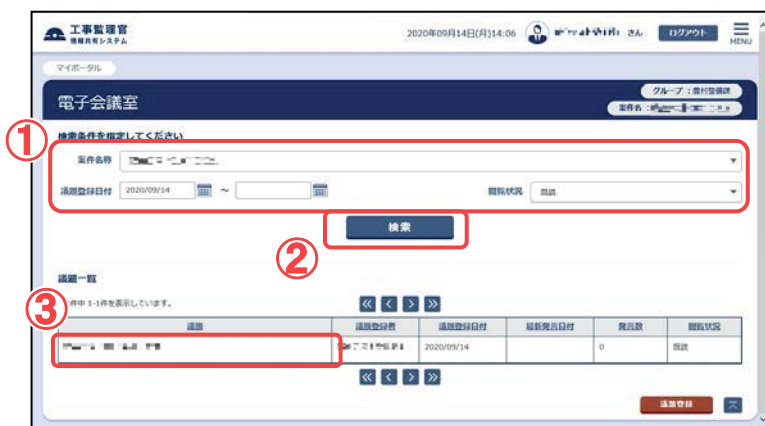 工事監理官
情報共有システム
2020年09月14日(月)14:06
さん
ログアウト
MENU
マイポータル
電子会議室
グループ：農村整備課
案件名：
①
検索条件を指定してください
案件名称
議題登録日付 2020/09/14 ～ 閲覧状況 既読
検索
②
議題一覧
件中 1-1件を表示しています。
③
議題 議題登録者 議題登録日付 最新発言日付 発言数 閲覧状況
2020/09/14 0 既読
議題登録